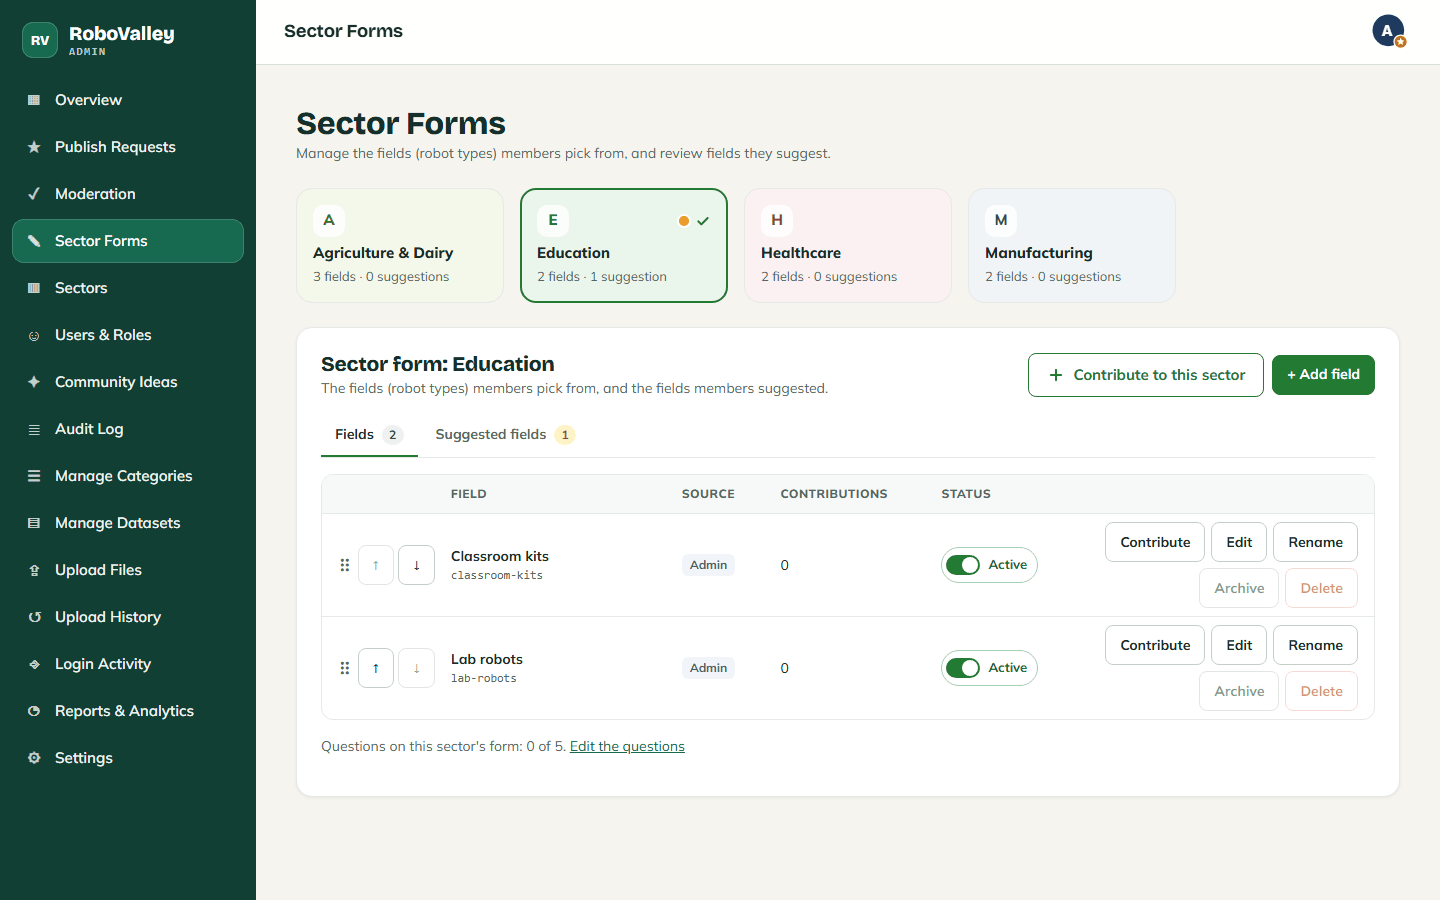 RV
RoboValley
ADMIN
Overview
Publish Requests
Moderation
Sector Forms
Sectors
Users & Roles
Community Ideas
Audit Log
Manage Categories
Manage Datasets
Upload Files
Upload History
Login Activity
Reports & Analytics
Settings
Sector Forms
A
Sector Forms
Manage the fields (robot types) members pick from, and review fields they suggest.
A
Agriculture & Dairy
3 fields · 0 suggestions
E
Education
2 fields · 1 suggestion
H
Healthcare
2 fields · 0 suggestions
M
Manufacturing
2 fields · 0 suggestions
Sector form: Education
The fields (robot types) members pick from, and the fields members suggested.
+ Contribute to this sector
+ Add field
Fields 2
Suggested fields 1
FIELD SOURCE CONTRIBUTIONS STATUS
↑ ↓ Classroom kits
classroom-kits
Admin
0
Active
Contribute Edit Rename
Archive Delete
↑ ↓ Lab robots
lab-robots
Admin
0
Active
Contribute Edit Rename
Archive Delete
Questions on this sector's form: 0 of 5. Edit the questions